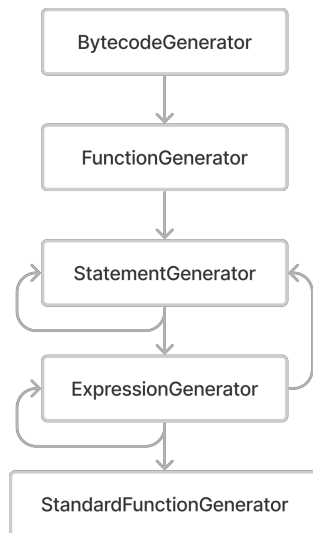 BytecodeGenerator
FunctionGenerator
StatementGenerator
ExpressionGenerator
StandardFunctionGenerator